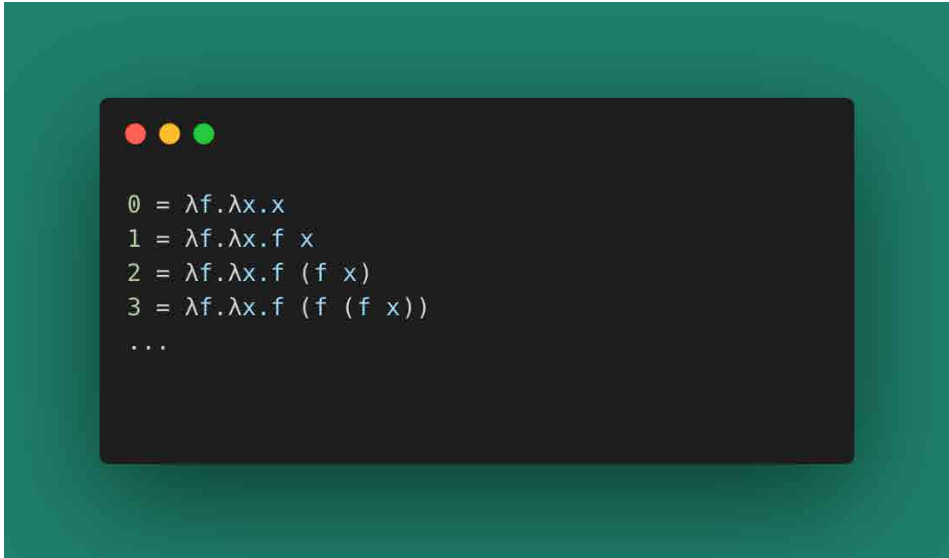 0 = λf.λx.x
1 = λf.λx.f x
2 = λf.λx.f (f x)
3 = λf.λx.f (f (f x))
...